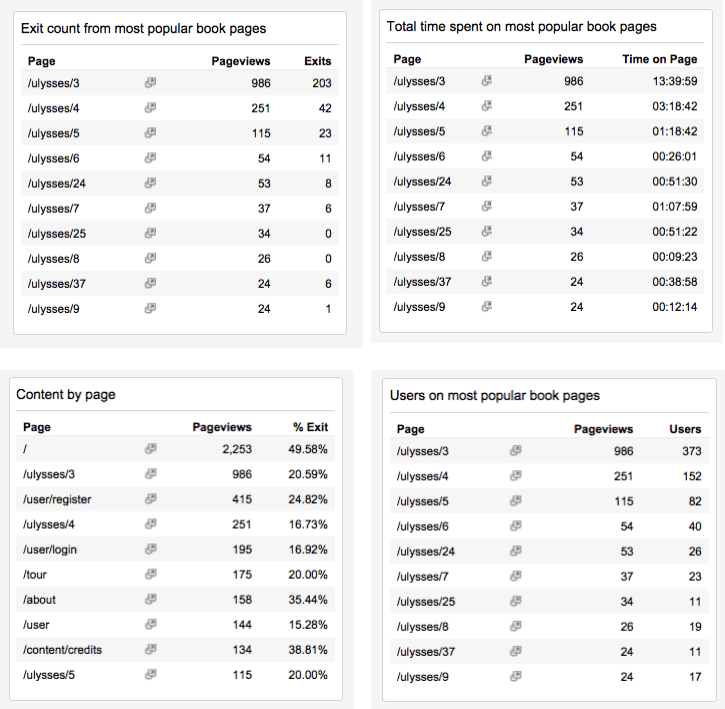 Exit count from most popular book pages
Page Pageviews Exits
/ulysses/3 986 203
/ulysses/4 251 42
/ulysses/5 115 23
/ulysses/6 54 11
/ulysses/24 53 8
/ulysses/7 37 6
/ulysses/25 34 0
/ulysses/8 26 0
/ulysses/37 24 6
/ulysses/9 24 1
Total time spent on most popular book pages
Page Pageviews Time on Page
/ulysses/3 986 13:39:59
/ulysses/4 251 03:18:42
/ulysses/5 115 01:18:42
/ulysses/6 54 00:26:01
/ulysses/24 53 00:51:30
/ulysses/7 37 01:07:59
/ulysses/25 34 00:51:22
/ulysses/8 26 00:09:23
/ulysses/37 24 00:38:58
/ulysses/9 24 00:12:14
Content by page
Page Pageviews % Exit
/ 2,253 49.58%
/ulysses/3 986 20.59%
/user/register 415 24.82%
/ulysses/4 251 16.73%
/user/login 195 16.92%
/tour 175 20.00%
/about 158 35.44%
/user 144 15.28%
/content/credits 134 38.81%
/ulysses/5 115 20.00%
Users on most popular book pages
Page Pageviews Users
/ulysses/3 986 373
/ulysses/4 251 152
/ulysses/5 115 82
/ulysses/6 54 40
/ulysses/24 53 26
/ulysses/7 37 23
/ulysses/25 34 11
/ulysses/8 26 19
/ulysses/37 24 11
/ulysses/9 24 17